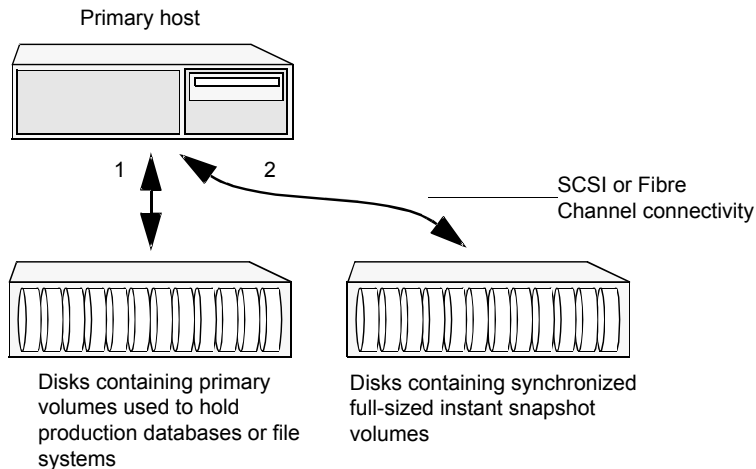 Primary host
1
2
SCSI or Fibre
Channel connectivity
Disks containing primary
volumes used to hold
production databases or file
systems
Disks containing synchronized
full-sized instant snapshot
volumes